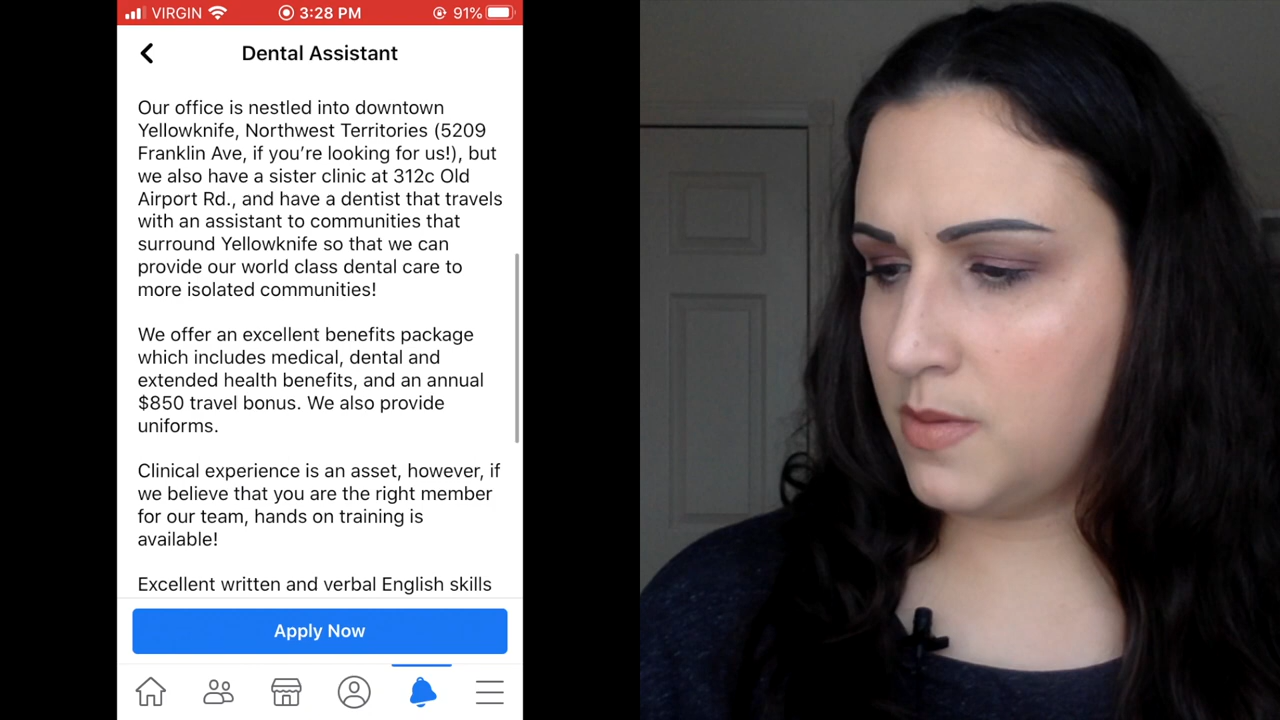 VIRGIN 3:28 PM 91%
Dental Assistant
Our office is nestled into downtown
Yellowknife, Northwest Territories (5209
Franklin Ave, if you’re looking for us!), but
we also have a sister clinic at 312c Old
Airport Rd., and have a dentist that travels
with an assistant to communities that
surround Yellowknife so that we can
provide our world class dental care to
more isolated communities!
We offer an excellent benefits package
which includes medical, dental and
extended health benefits, and an annual
$850 travel bonus. We also provide
uniforms.
Clinical experience is an asset, however, if
we believe that you are the right member
for our team, hands on training is
available!
Excellent written and verbal English skills
Apply Now